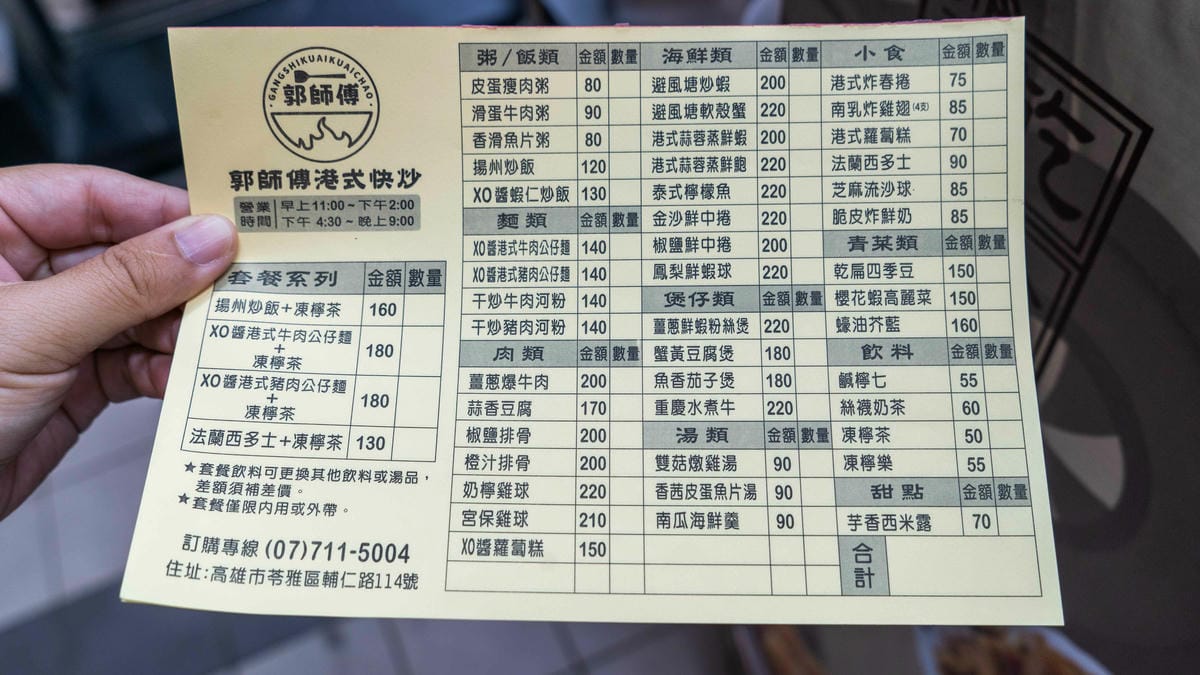 GANGSHIKUAIKUAICHAO
郭師傅
郭師傅港式快炒
營業時間 早上11:00~下午2:00
下午 4:30~晚上9:00
套餐系列 金額 數量
揚州炒飯+凍檸茶 160
XO醬港式牛肉公仔麵
+
凍檸茶 180
XO醬港式豬肉公仔麵
+
凍檸茶 180
法蘭西多士+凍檸茶 130
★套餐飲料可更換其他飲料或湯品，
差額須補差價。
★套餐僅限內用或外帶。
訂購專線 (07)711-5004
住址:高雄市苓雅區輔仁路114號
粥/飯類 金額 數量
皮蛋瘦肉粥 80
滑蛋牛肉粥 90
香滑魚片粥 80
揚州炒飯 120
XO醬蝦仁炒飯 130
麵類 金額 數量
XO醬港式牛肉公仔麵 140
XO醬港式豬肉公仔麵 140
干炒牛肉河粉 140
干炒豬肉河粉 140
肉類 金額 數量
薑蔥爆牛肉 200
蒜香豆腐 170
椒鹽排骨 200
橙汁排骨 200
奶檸雞球 220
宮保雞球 210
XO醬蘿蔔糕 150
海鮮類 金額 數量
避風塘炒蝦 200
避風塘軟殼蟹 220
港式蒜蓉蒸鮮蝦 200
港式蒜蓉蒸鮮鮑 220
泰式檸檬魚 220
金沙鮮中捲 220
椒鹽鮮中捲 200
鳳梨鮮蝦球 220
煲仔類 金額 數量
薑蔥鮮蝦粉絲煲 220
蟹黃豆腐煲 180
魚香茄子煲 180
重慶水煮牛 220
湯類 金額 數量
雙菇燉雞湯 90
香茜皮蛋魚片湯 90
南瓜海鮮羹 90
小食 金額 數量
港式炸春捲 75
南乳炸雞翅(4支) 85
港式蘿蔔糕 70
法蘭西多士 90
芝麻流沙球 85
脆皮炸鮮奶 85
青菜類 金額 數量
乾扁四季豆 150
櫻花蝦高麗菜 150
蠔油芥藍 160
飲料 金額 數量
鹹檸七 55
絲襪奶茶 60
凍檸茶 50
凍檸樂 55
甜點 金額 數量
芋香西米露 70
合計